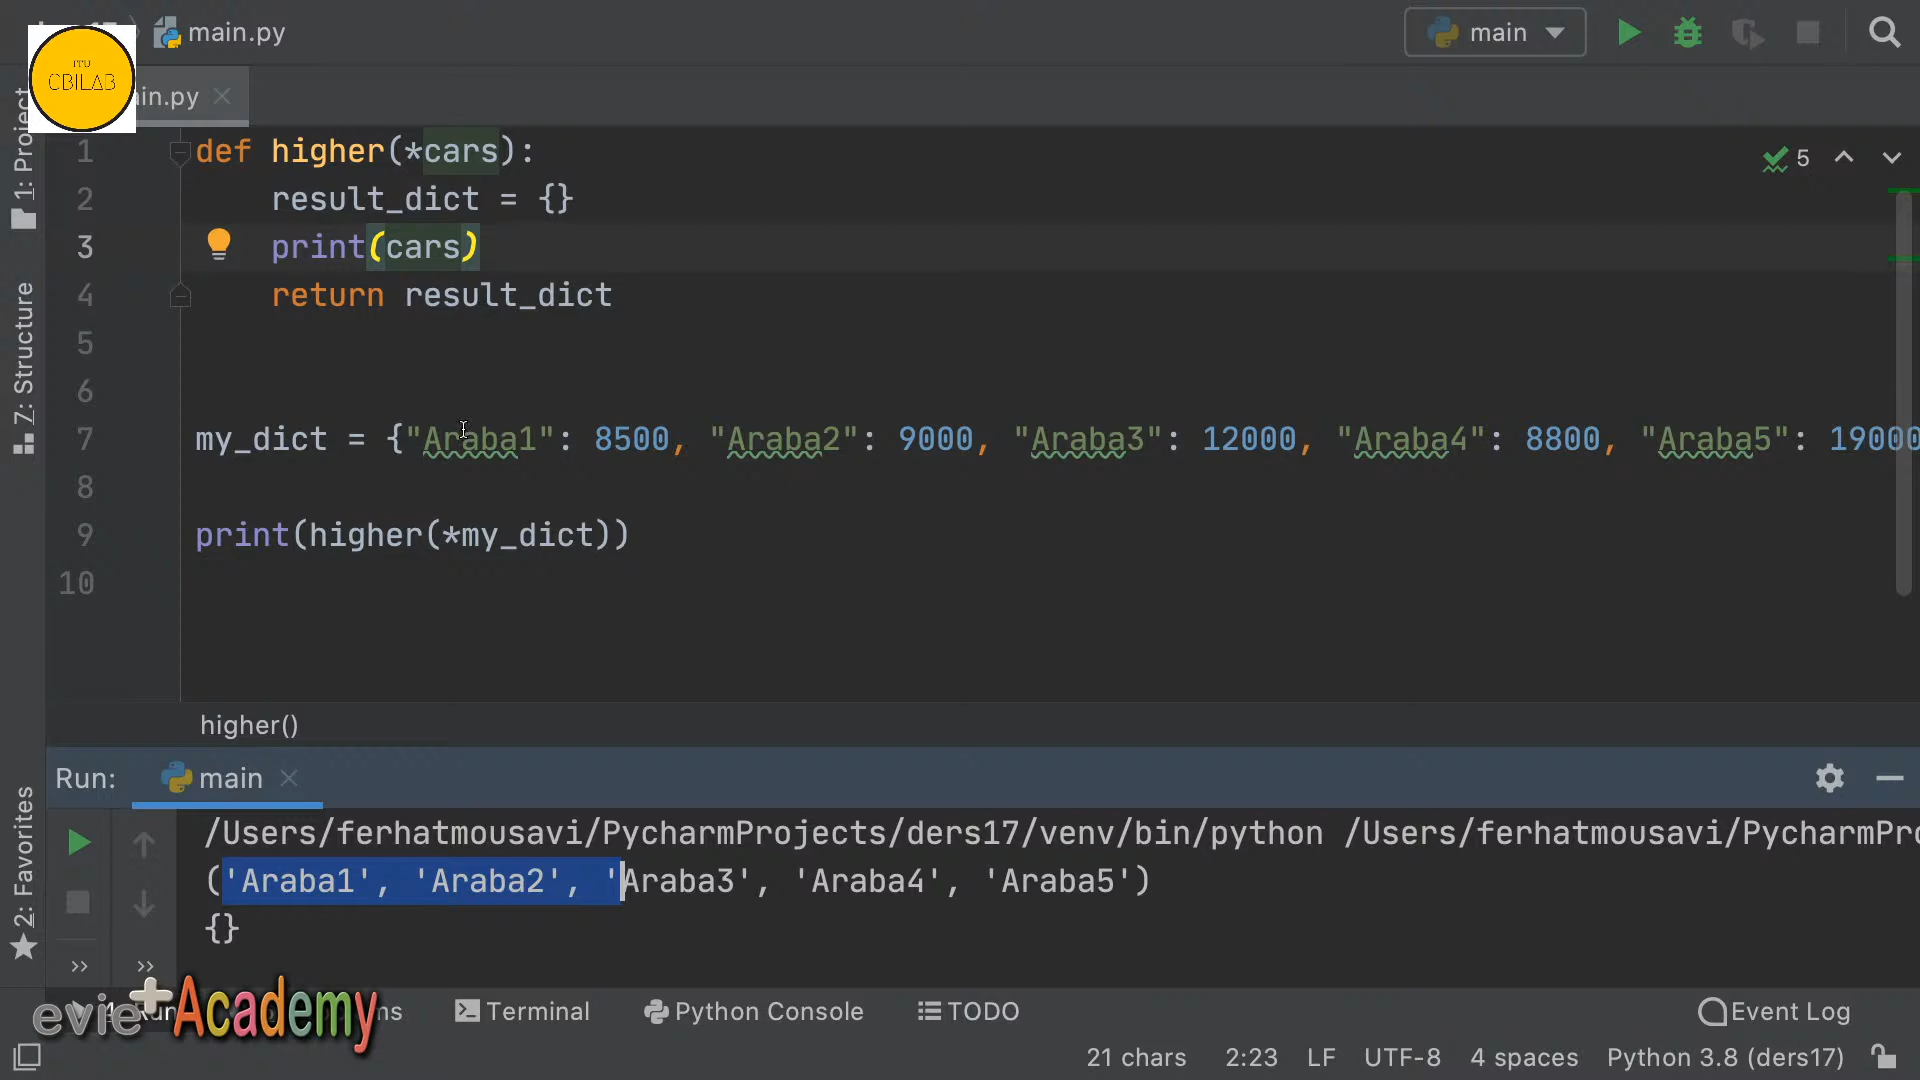 main.py
main
ITU
CBILAB
in.py
5
1: Project
1 def higher(*cars):
2 result_dict = {}
3 print(cars)
4 return result_dict
5
6
7 my_dict = {"Araba1": 8500, "Araba2": 9000, "Araba3": 12000, "Araba4": 8800, "Araba5": 19000
8
9 print(higher(*my_dict))
10
7: Structure
higher()
Run: main
2: Favorites
/Users/ferhatmousavi/PycharmProjects/ders17/venv/bin/python /Users/ferhatmousavi/PycharmPro
('Araba1', 'Araba2', 'Araba3', 'Araba4', 'Araba5')
{}
evie+Academy
Terminal
Python Console
TODO
Event Log
21 chars 2:23 LF UTF-8 4 spaces Python 3.8 (ders17)